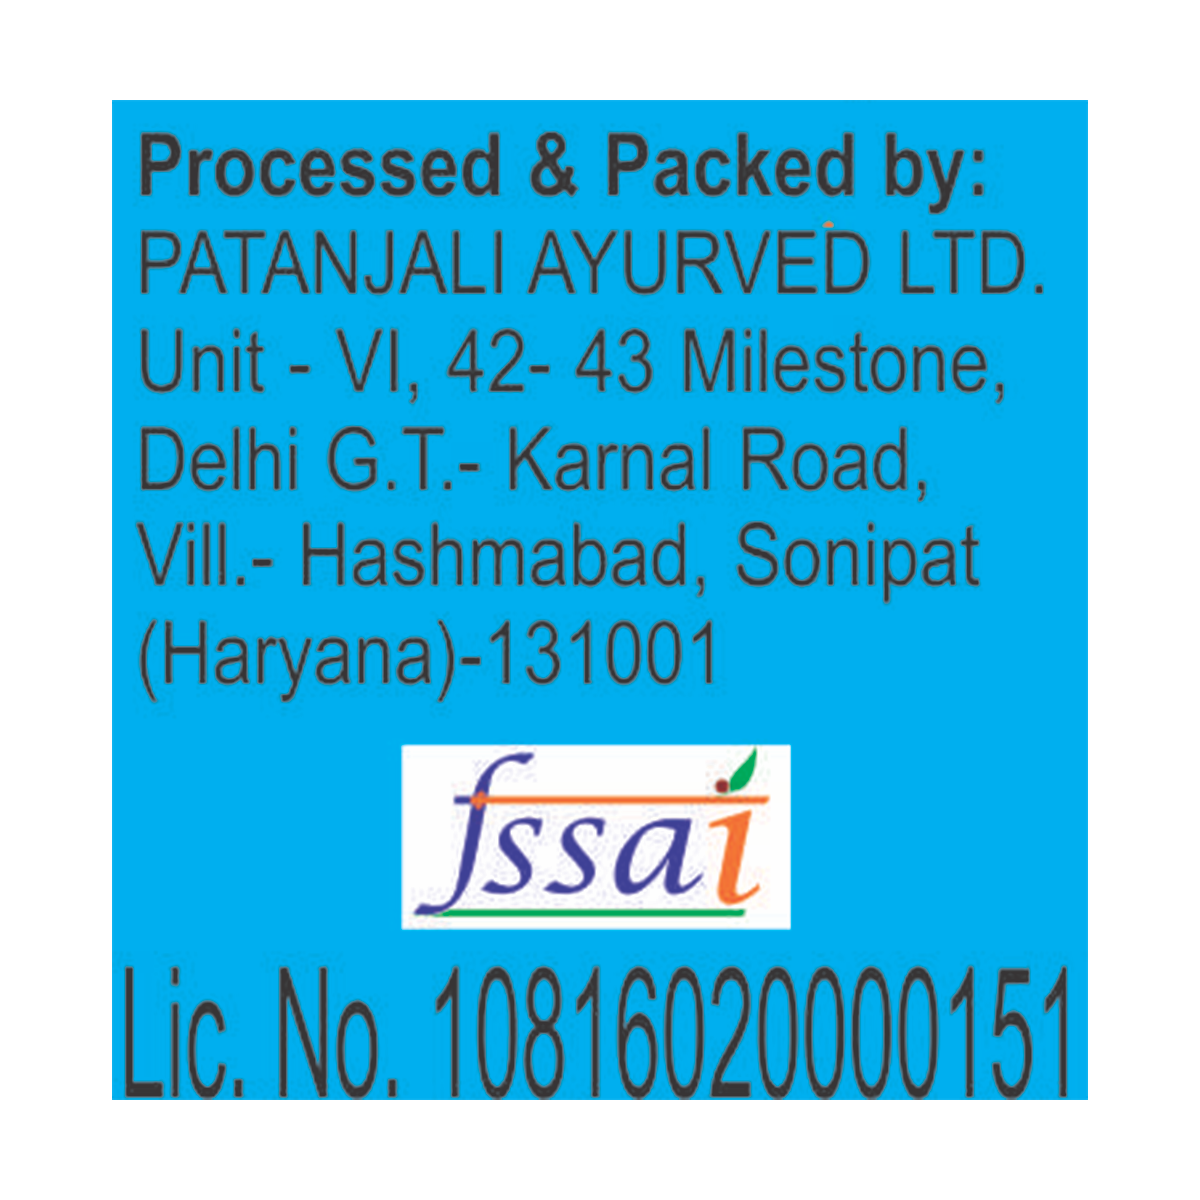 Processed & Packed by:
PATANJALI AYURVED LTD.
Unit - VI, 42- 43 Milestone,
Delhi G.T.- Karnal Road,
Vill.- Hashmabad, Sonipat
(Haryana)-131001
fssai
Lic. No. 10816020000151